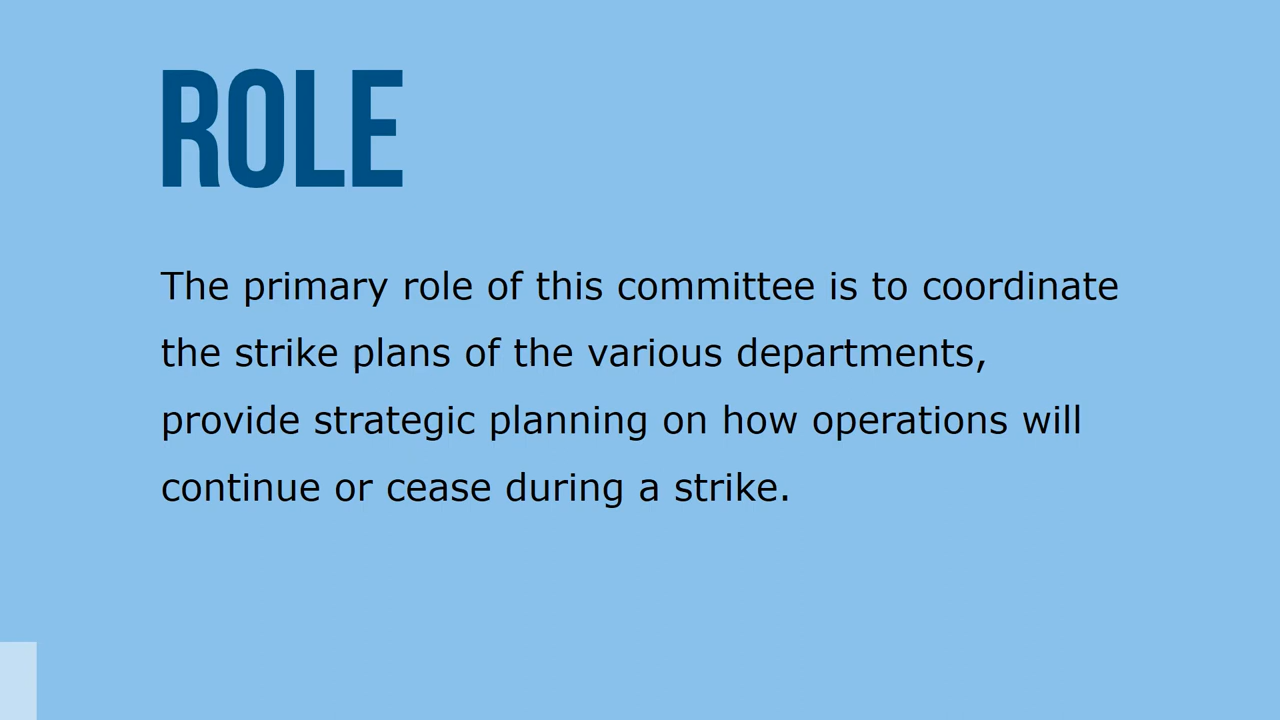 ROLE
The primary role of this committee is to coordinate
the strike plans of the various departments,
provide strategic planning on how operations will
continue or cease during a strike.